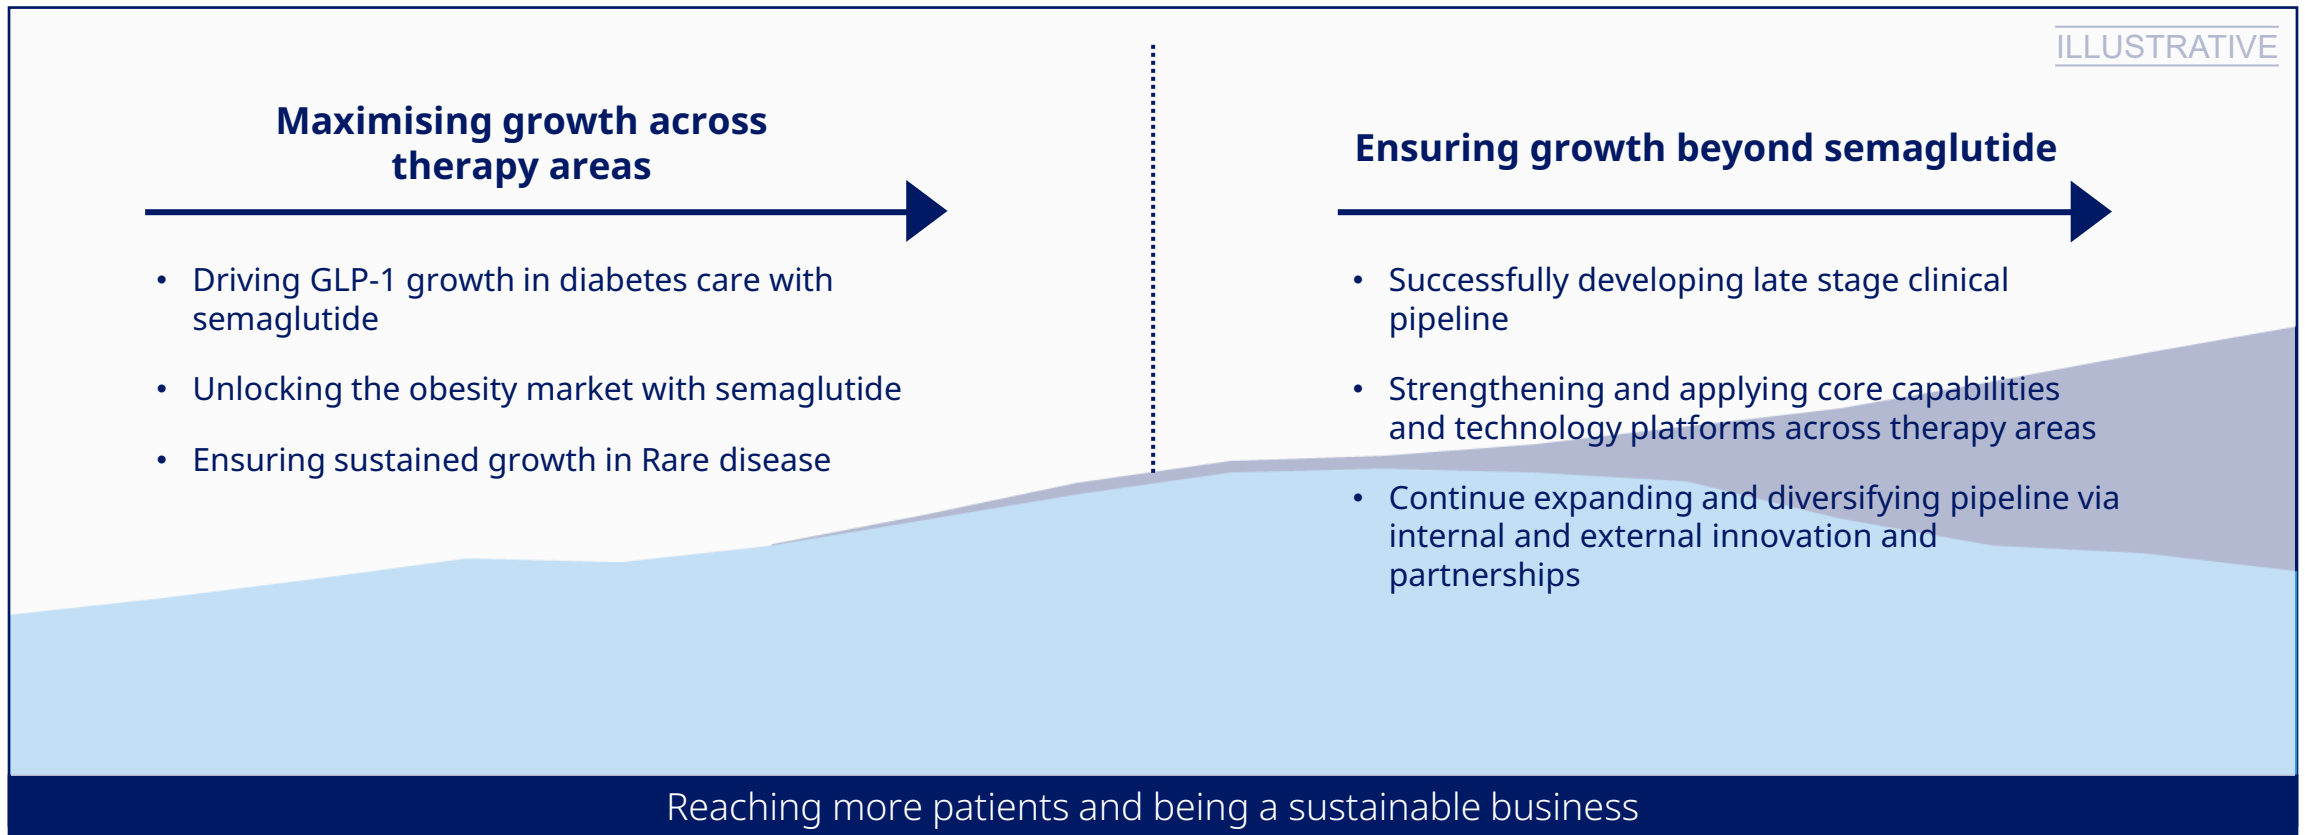 ILLUSTRATIVE
Maximising growth across
therapy areas
• Driving GLP-1 growth in diabetes care with
semaglutide
• Unlocking the obesity market with semaglutide
• Ensuring sustained growth in Rare disease
Ensuring growth beyond semaglutide
• Successfully developing late stage clinical
pipeline
• Strengthening and applying core capabilities
and technology platforms across therapy areas
• Continue expanding and diversifying pipeline via
internal and external innovation and
partnerships
Reaching more patients and being a sustainable business